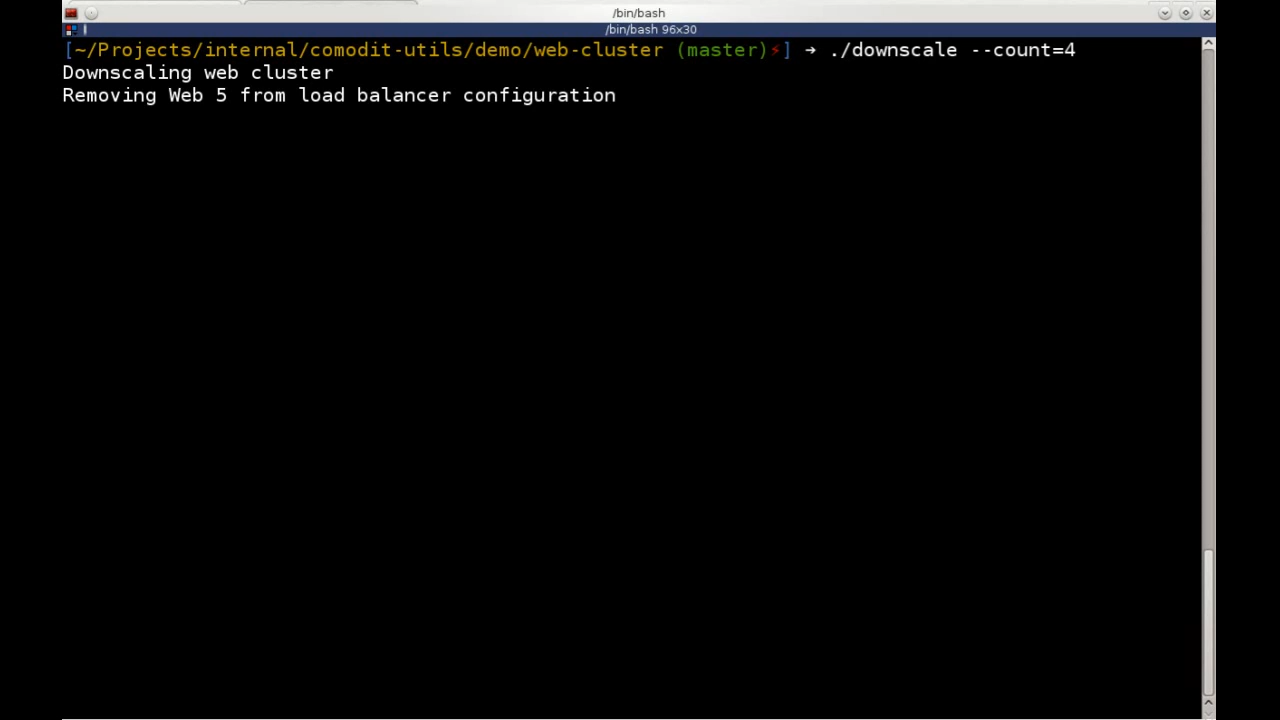 /bin/bash
/bin/bash 96x30
[~/Projects/internal/comodit-utils/demo/web-cluster (master)⚡] ➜ ./downscale --count=4
Downscaling web cluster
Removing Web 5 from load balancer configuration